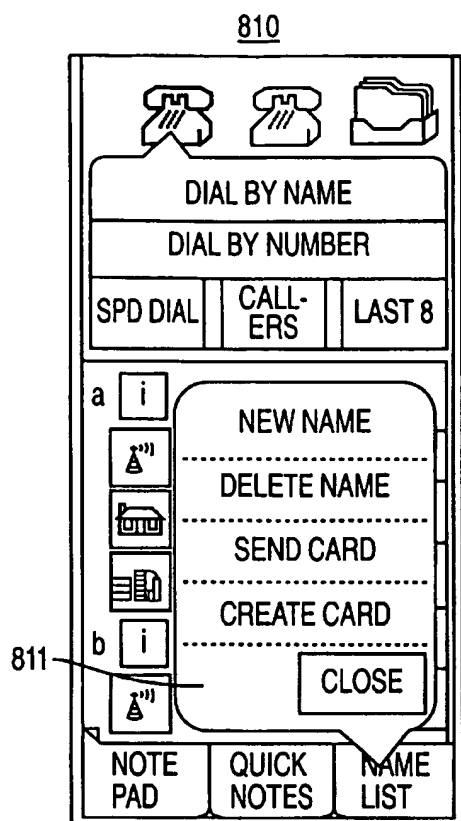 810
DIAL BY NAME
DIAL BY NUMBER
SPD DIAL
CALL-
ERS
LAST 8
a
i
NEW NAME
DELETE NAME
SEND CARD
CREATE CARD
b
i
811
CLOSE
NOTE
PAD
QUICK
NOTES
NAME
LIST